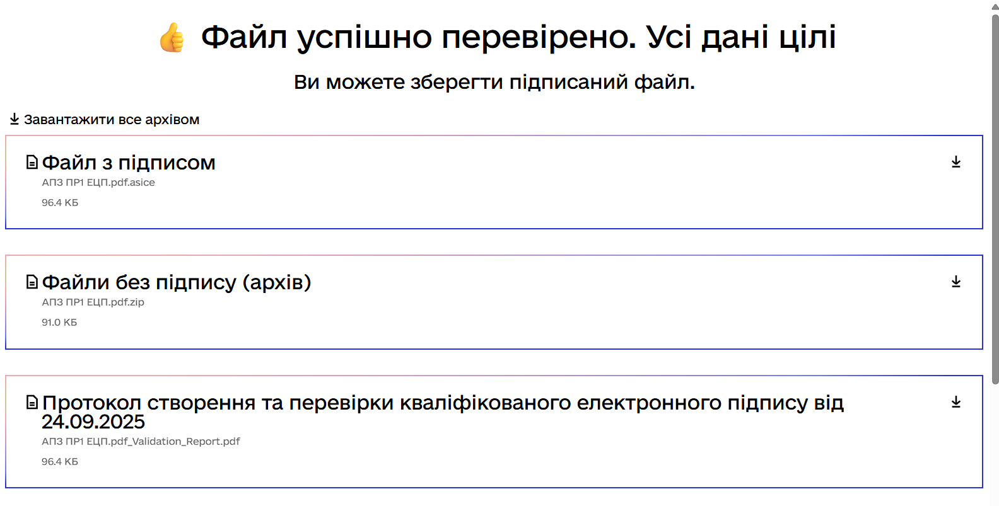 👍 Файл успішно перевірено. Усі дані цілі
Ви можете зберегти підписаний файл.
Завантажити все архівом
Файл з підписом
АПЗ ПР1 ЕЦП.pdf.asice
96.4 КБ
Файли без підпису (архів)
АПЗ ПР1 ЕЦП.pdf.zip
91.0 КБ
Протокол створення та перевірки кваліфікованого електронного підпису від
24.09.2025
АПЗ ПР1 ЕЦП.pdf_Validation_Report.pdf
96.4 КБ